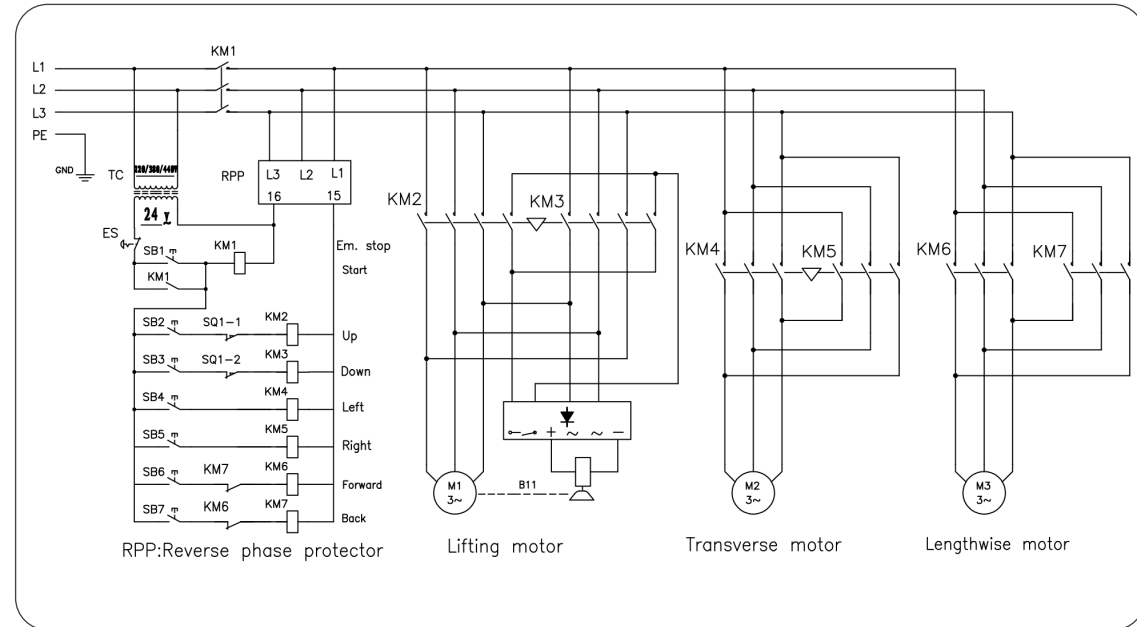 KM1
L1
L2
L3
PE
GND
TC
220/380/440V
RPP
L3 L2 L1
16 15
24 V
ES
SB1
KM1
Em. stop
Start
KM1
SB2 SQ1-1 KM2 Up
SB3 SQ1-2 KM3 Down
SB4 KM4 Left
SB5 KM5 Right
SB6 KM7 KM6 Forward
SB7 KM6 KM7 Back
RPP:Reverse phase protector
KM2 KM3
+ ~ ~ −
M1
3~
B11
Lifting motor
KM4 KM5
M2
3~
Transverse motor
KM6 KM7
M3
3~
Lengthwise motor